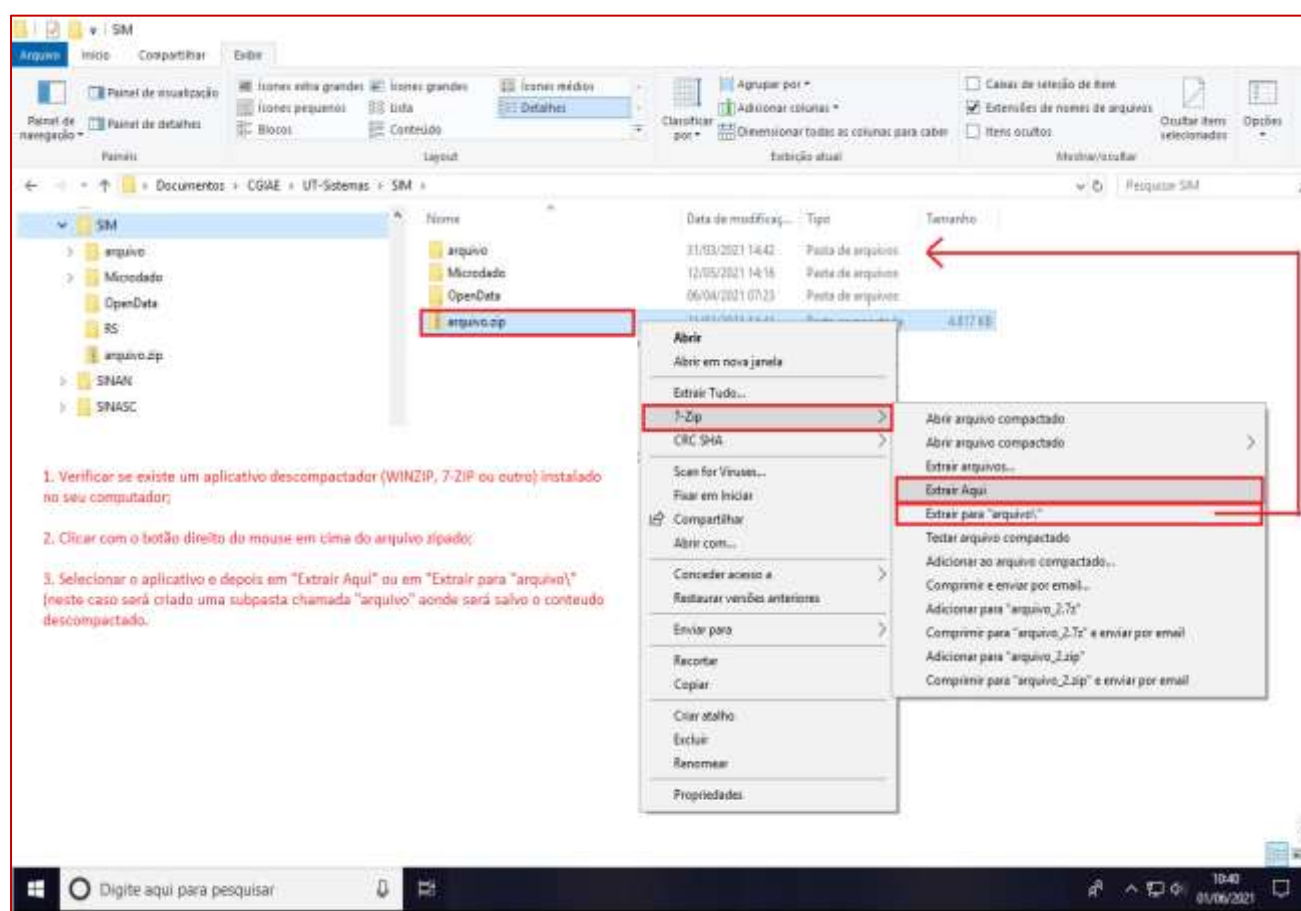 SIM
Arquivo Início Compartilhar Exibir
Painel de navegação
Painel de visualização
Painel de detalhes
Painéis
Ícones extra grandes Ícones grandes Ícones médios
Ícones pequenos Lista Detalhes
Blocos Conteúdo
Layout
Classificar por
Agrupar por
Adicionar colunas
Dimensionar todas as colunas para caber
Exibição atual
Caixas de seleção de item
Extensões de nomes de arquivos
Itens ocultos
Ocultar itens selecionados
Mostrar/ocultar
Opções
Documentos > CGIAE > UT-Sistemas > SIM >
Pesquisar SIM
SIM
arquivo
Microdado
OpenData
RS
arquivo.zip
SINAN
SINASC
Nome Data de modificaç... Tipo Tamanho
arquivo 31/03/2021 14:42 Pasta de arquivos
Microdado 12/05/2021 14:16 Pasta de arquivos
OpenData 06/04/2021 07:23 Pasta de arquivos
arquivo.zip 4.817 KB
1. Verificar se existe um aplicativo descompactador (WINZIP, 7-ZIP ou outro) instalado
no seu computador;
2. Clicar com o botão direito do mouse em cima do arquivo zipado;
3. Selecionar o aplicativo e depois em "Extrair Aqui" ou em "Extrair para "arquivo\"
(neste caso será criado uma subpasta chamada "arquivo" aonde será salvo o conteudo
descompactado.
Abrir
Abrir em nova janela
Extrair Tudo...
7-Zip
CRC SHA
Scan for Viruses...
Fixar em Iniciar
Compartilhar
Abrir com...
Conceder acesso a
Restaurar versões anteriores
Enviar para
Recortar
Copiar
Criar atalho
Excluir
Renomear
Propriedades
Abrir arquivo compactado
Abrir arquivo compactado
Extrair arquivos...
Extrair Aqui
Extrair para "arquivo\"
Testar arquivo compactado
Adicionar ao arquivo compactado...
Comprimir e enviar por email...
Adicionar para "arquivo_2.7z"
Comprimir para "arquivo_2.7z" e enviar por email
Adicionar para "arquivo_2.zip"
Comprimir para "arquivo_2.zip" e enviar por email
Digite aqui para pesquisar
10:40
01/06/2021